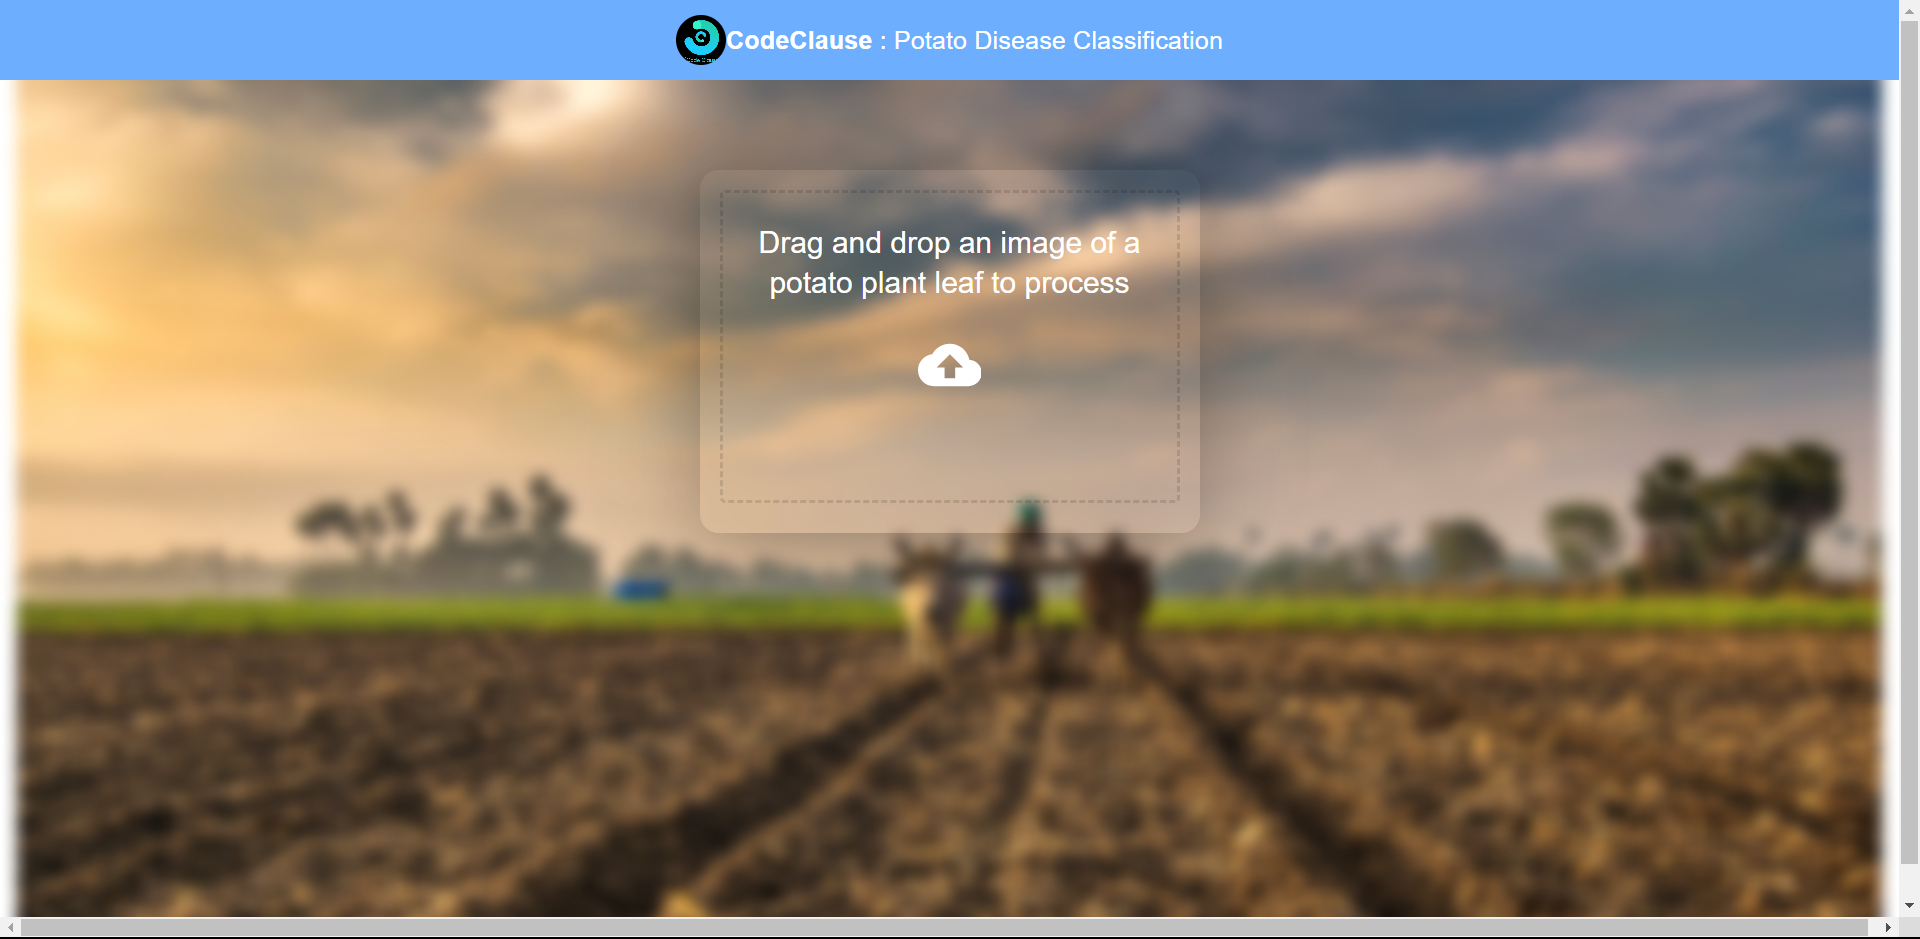 CodeClause : Potato Disease Classification
Drag and drop an image of a
potato plant leaf to process